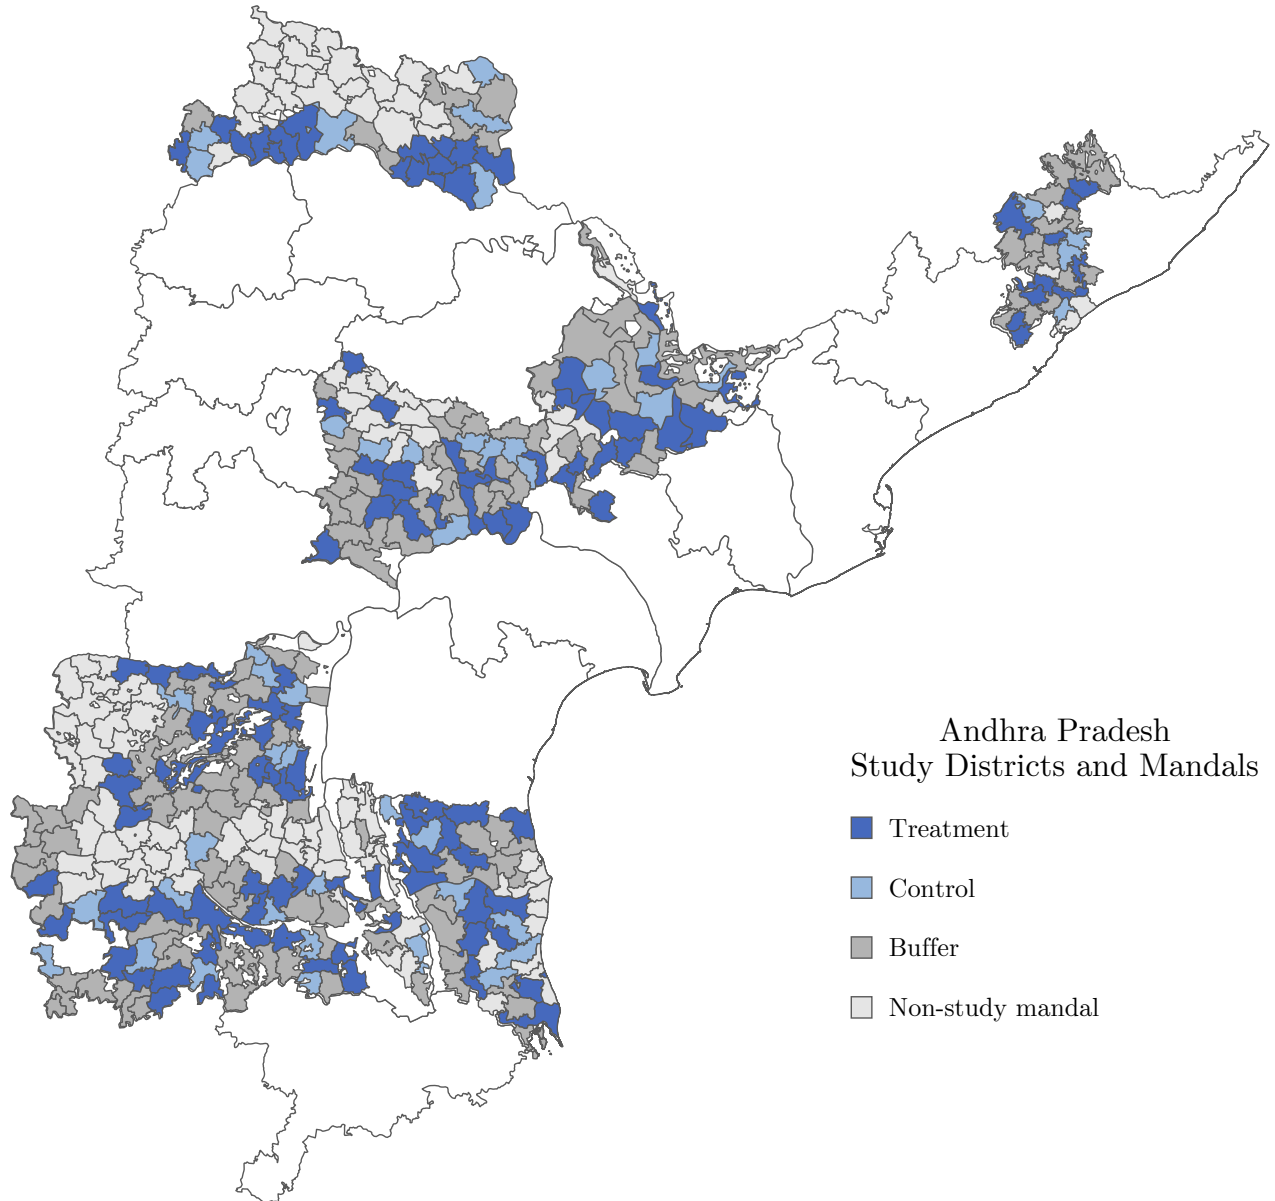 Andhra Pradesh
Study Districts and Mandals
Treatment
Control
Buffer
Non-study mandal